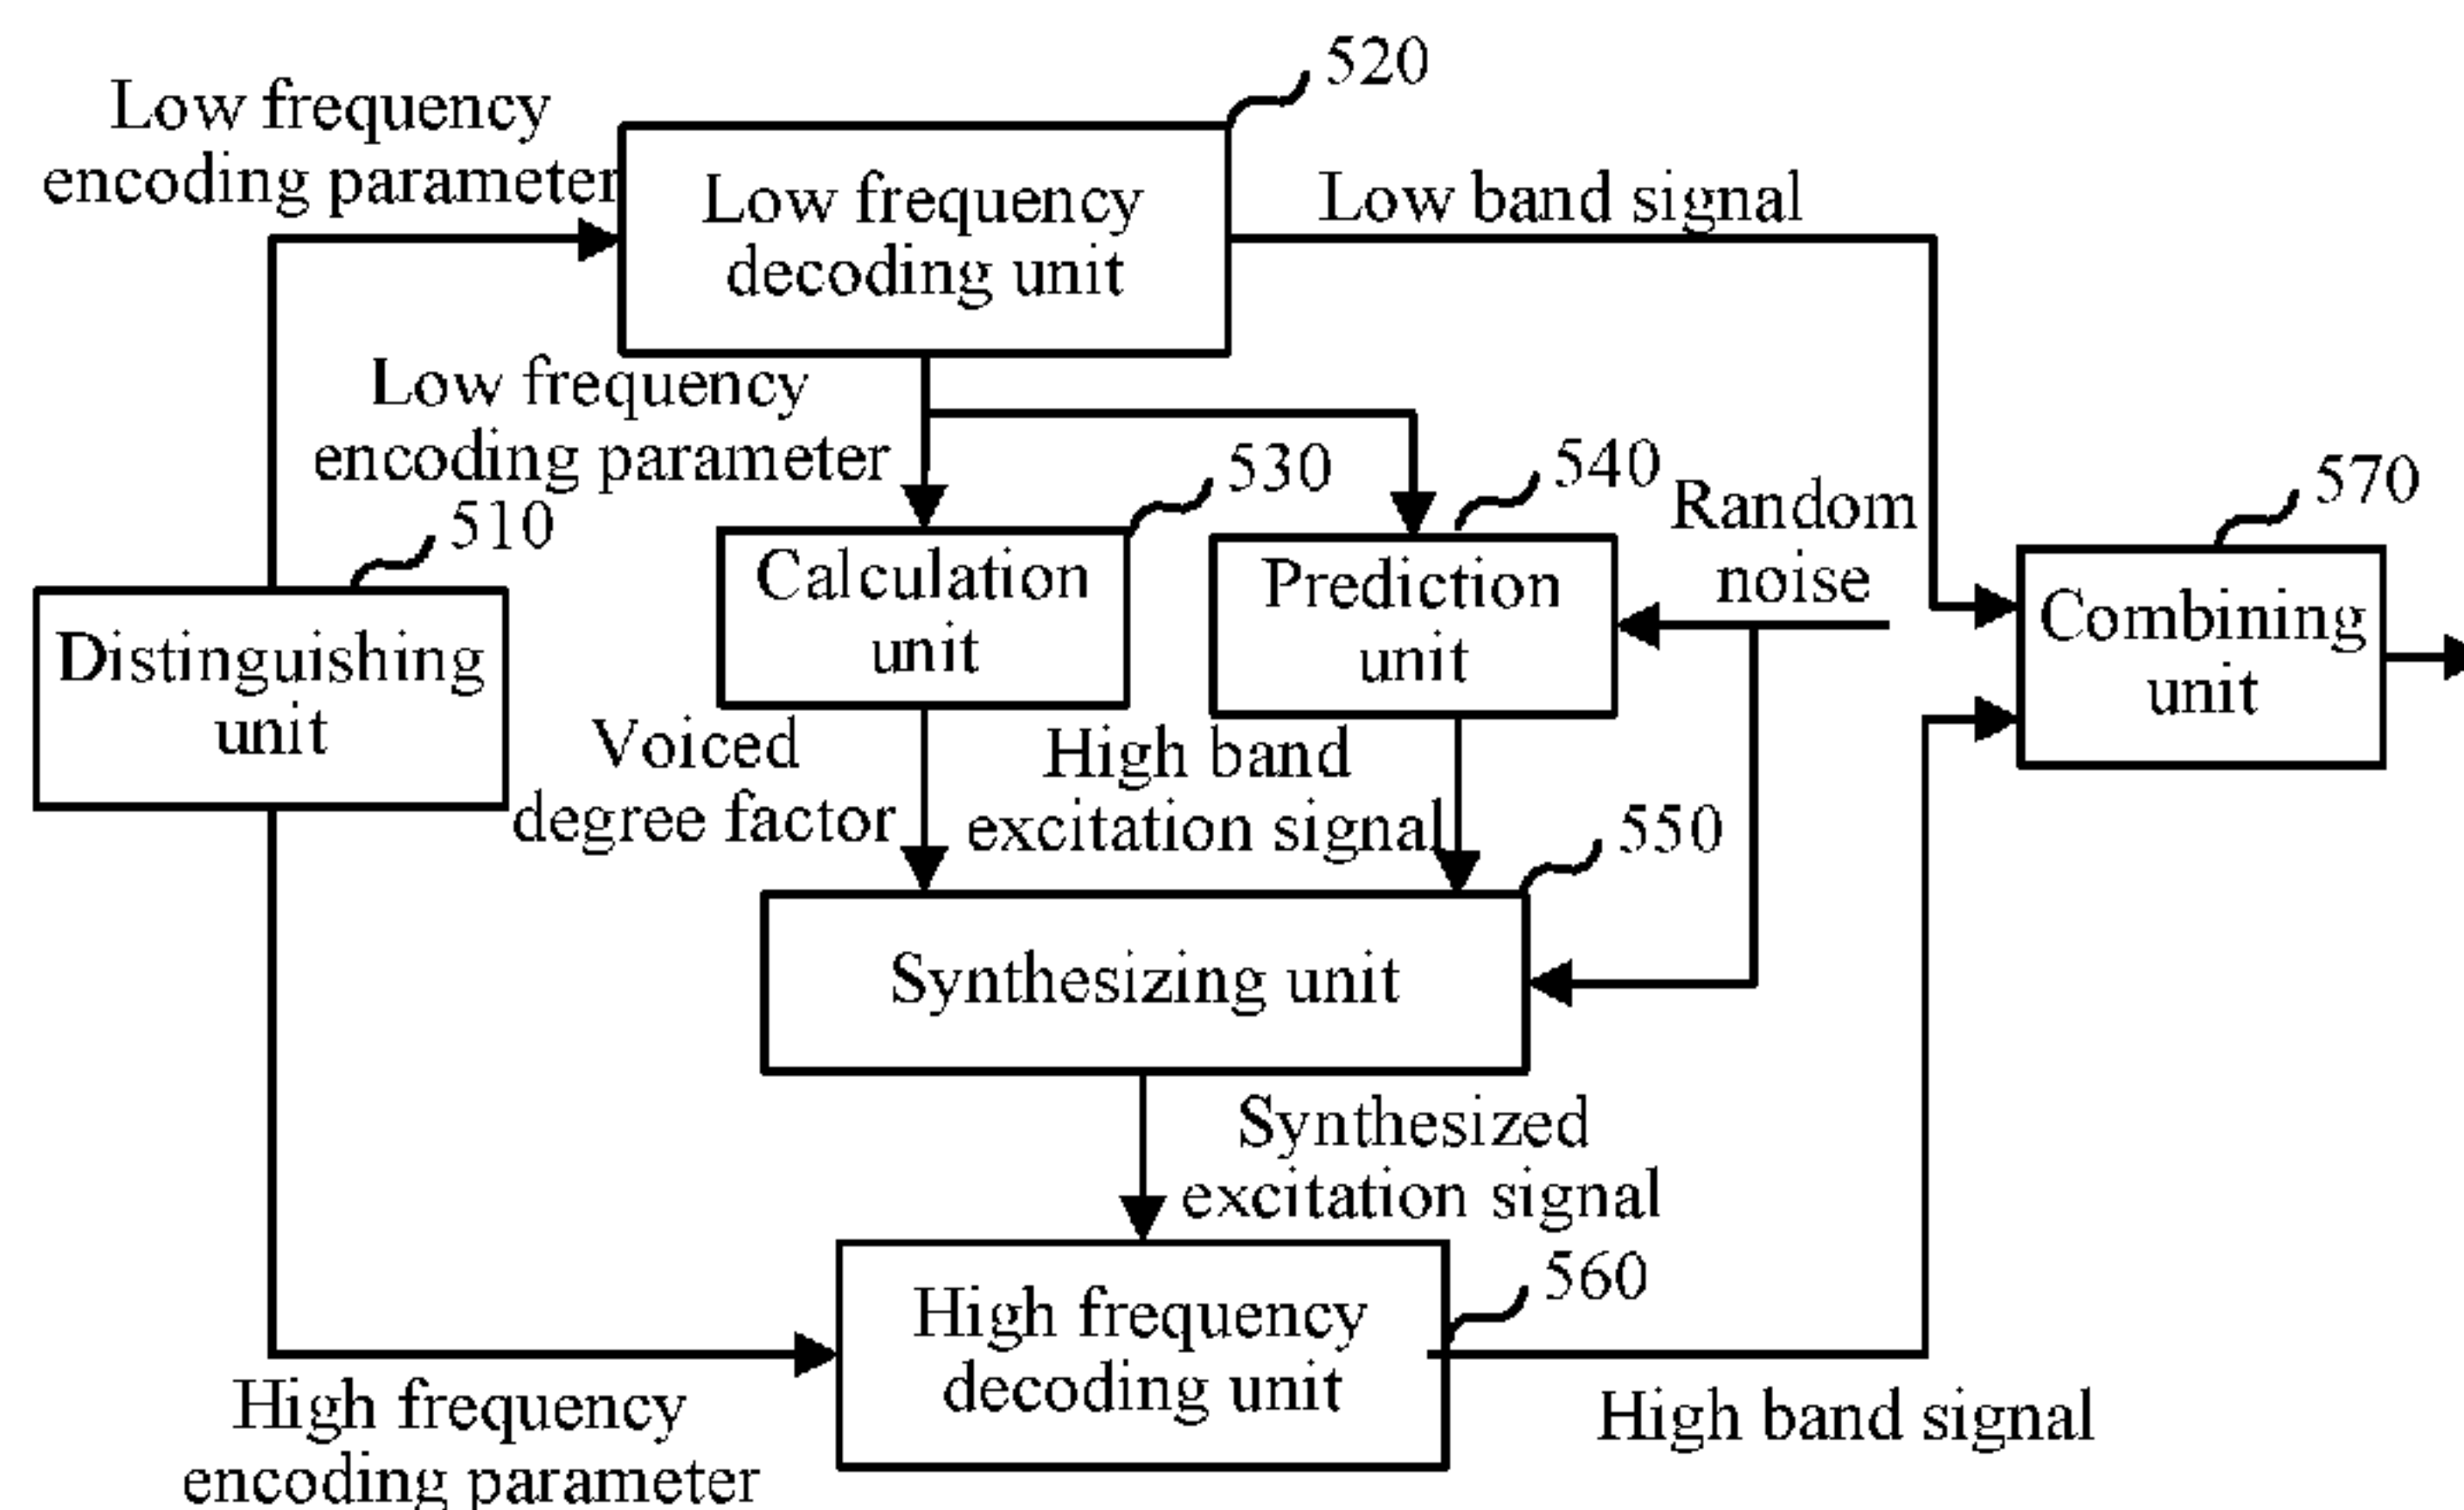 520
Low frequency
encoding parameter
Low frequency
decoding unit
Low band signal
Low frequency
encoding parameter
510
530
540
Random
noise
570
Distinguishing
unit
Calculation
unit
Prediction
unit
Combining
unit
Voiced
degree factor
High band
excitation signal
550
Synthesizing unit
Synthesized
excitation signal
560
High frequency
decoding unit
High frequency
encoding parameter
High band signal